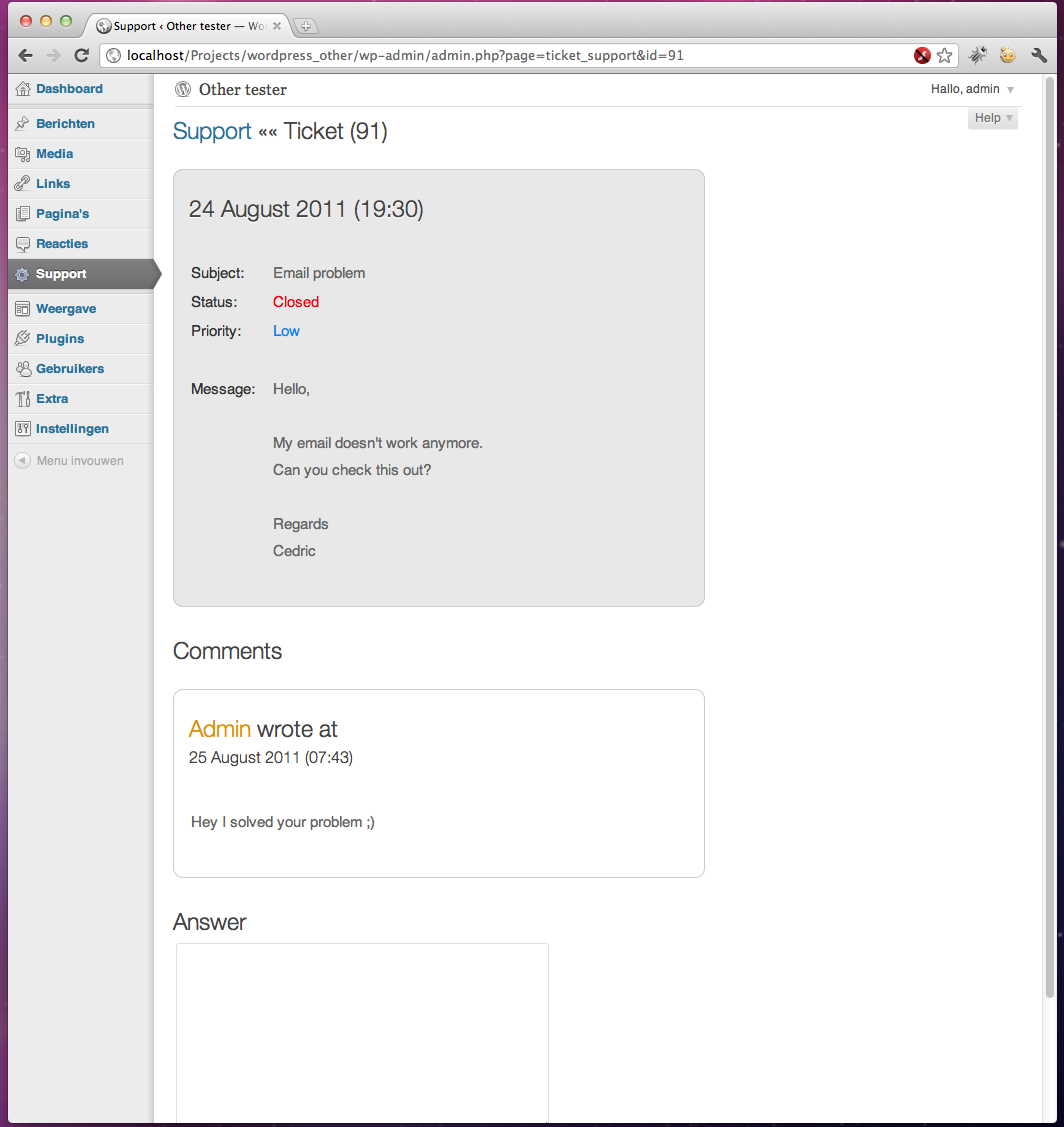 Support ‹ Other tester — Wo
localhost/Projects/wordpress_other/wp-admin/admin.php?page=ticket_support&id=91
Dashboard
Berichten
Media
Links
Pagina's
Reacties
Support
Weergave
Plugins
Gebruikers
Extra
Instellingen
Menu invouwen
Other tester
Hallo, admin
Help
Support «« Ticket (91)
24 August 2011 (19:30)
Subject: Email problem
Status: Closed
Priority: Low
Message: Hello,
My email doesn't work anymore.
Can you check this out?
Regards
Cedric
Comments
Admin wrote at
25 August 2011 (07:43)
Hey I solved your problem ;)
Answer